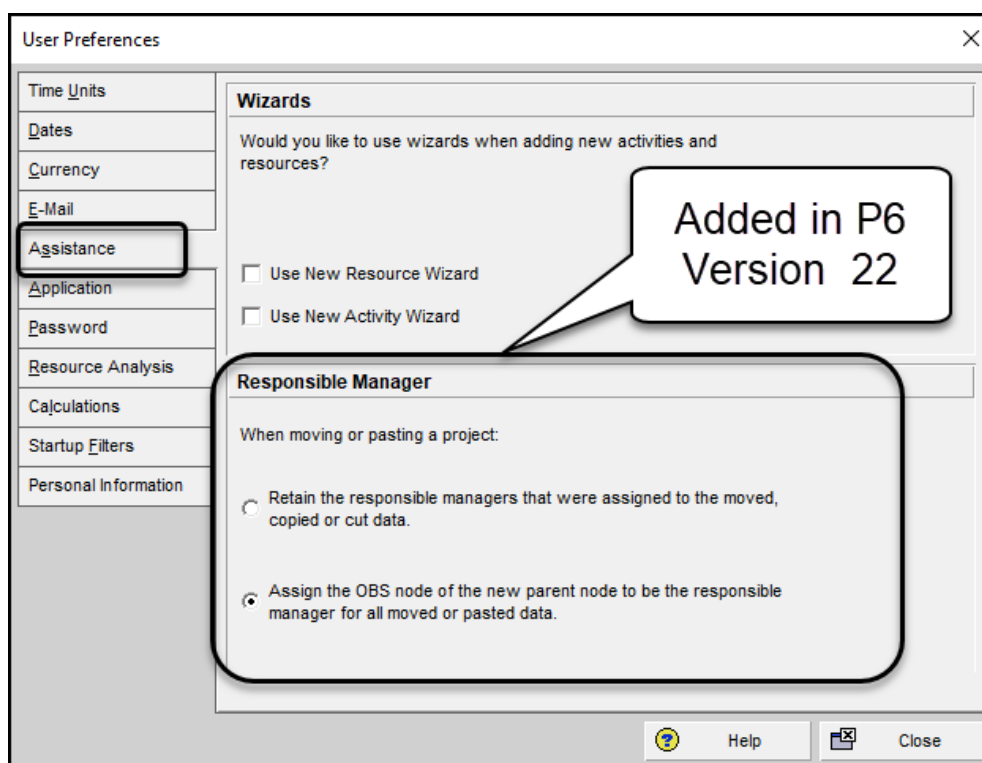 User Preferences
Time Units
Dates
Currency
E-Mail
Assistance
Application
Password
Resource Analysis
Calculations
Startup Filters
Personal Information
Wizards
Would you like to use wizards when adding new activities and
resources?
Use New Resource Wizard
Use New Activity Wizard
Added in P6
Version 22
Responsible Manager
When moving or pasting a project:
Retain the responsible managers that were assigned to the moved,
copied or cut data.
Assign the OBS node of the new parent node to be the responsible
manager for all moved or pasted data.
Help
Close